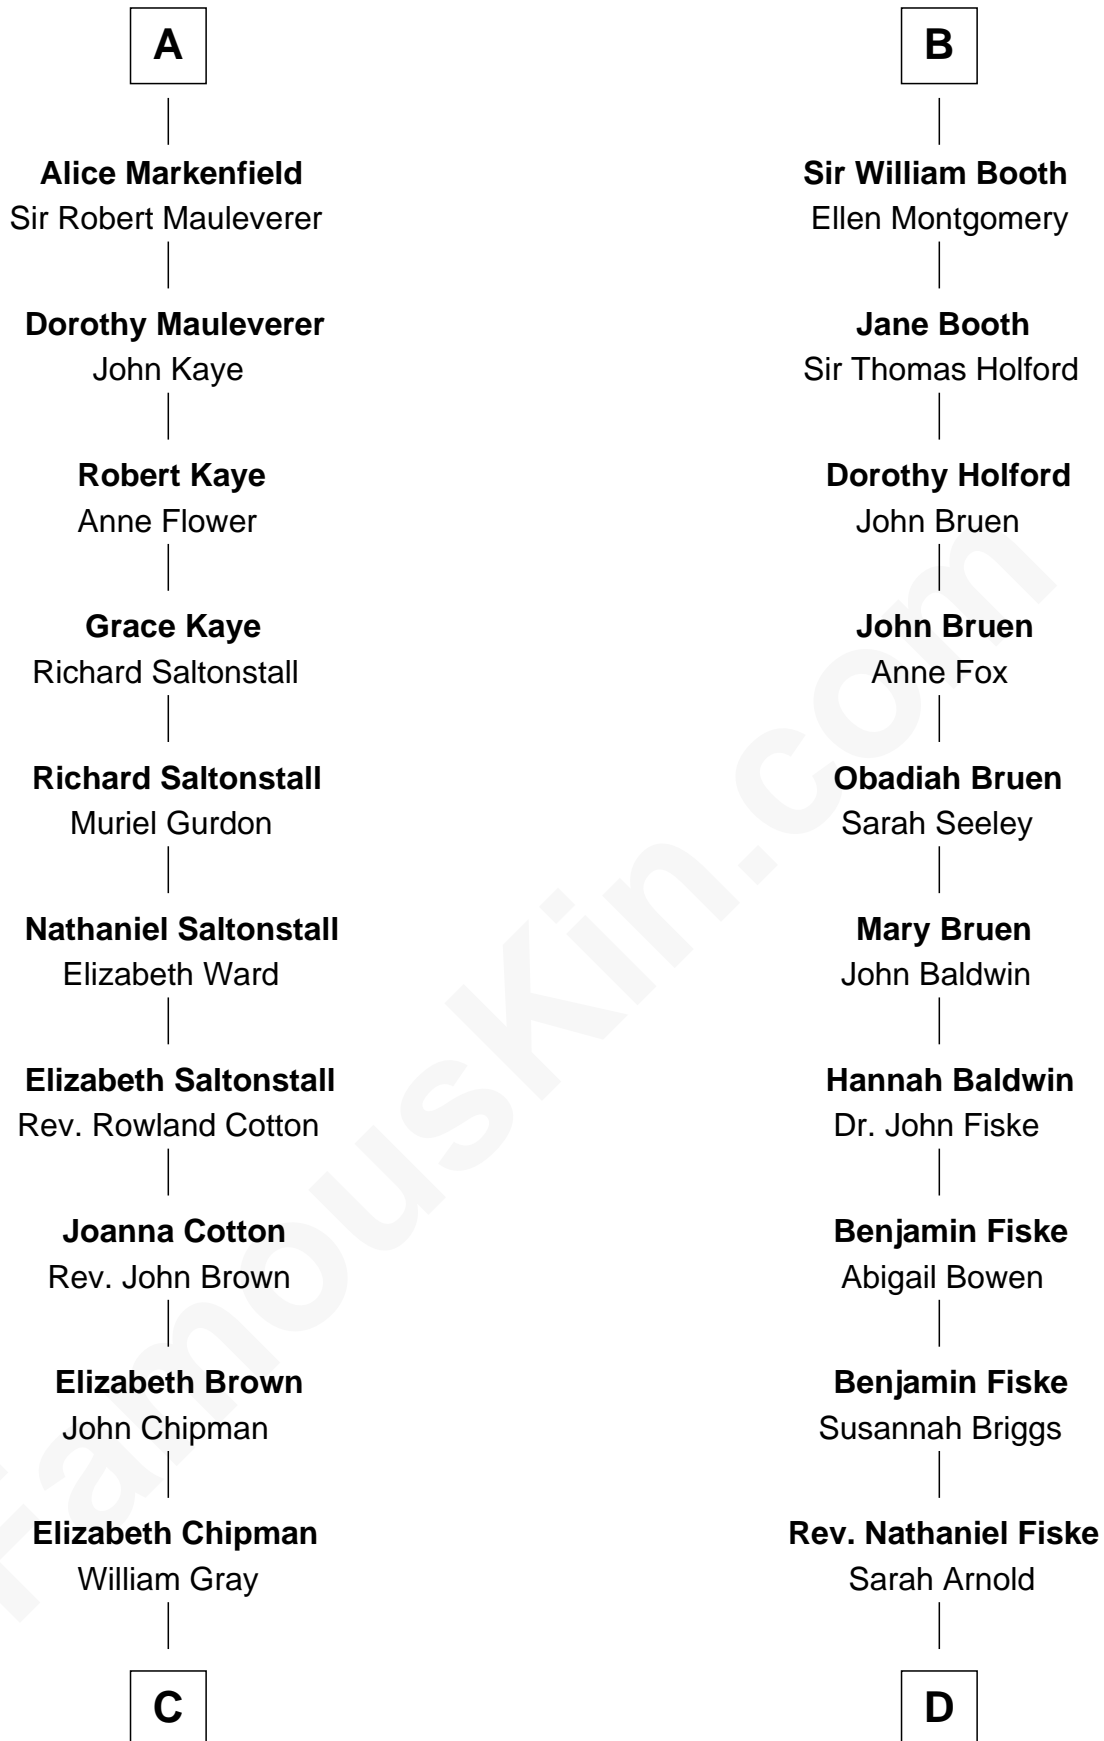 A
Alice Markenfield
Sir Robert Mauleverer
Dorothy Mauleverer
John Kaye
Robert Kaye
Anne Flower
Grace Kaye
Richard Saltonstall
Richard Saltonstall
Muriel Gurdon
Nathaniel Saltonstall
Elizabeth Ward
Elizabeth Saltonstall
Rev. Rowland Cotton
Joanna Cotton
Rev. John Brown
Elizabeth Brown
John Chipman
Elizabeth Chipman
William Gray
C
B
Sir William Booth
Ellen Montgomery
Jane Booth
Sir Thomas Holford
Dorothy Holford
John Bruen
John Bruen
Anne Fox
Obadiah Bruen
Sarah Seeley
Mary Bruen
John Baldwin
Hannah Baldwin
Dr. John Fiske
Benjamin Fiske
Abigail Bowen
Benjamin Fiske
Susannah Briggs
Rev. Nathaniel Fiske
Sarah Arnold
D
FamousKin.com